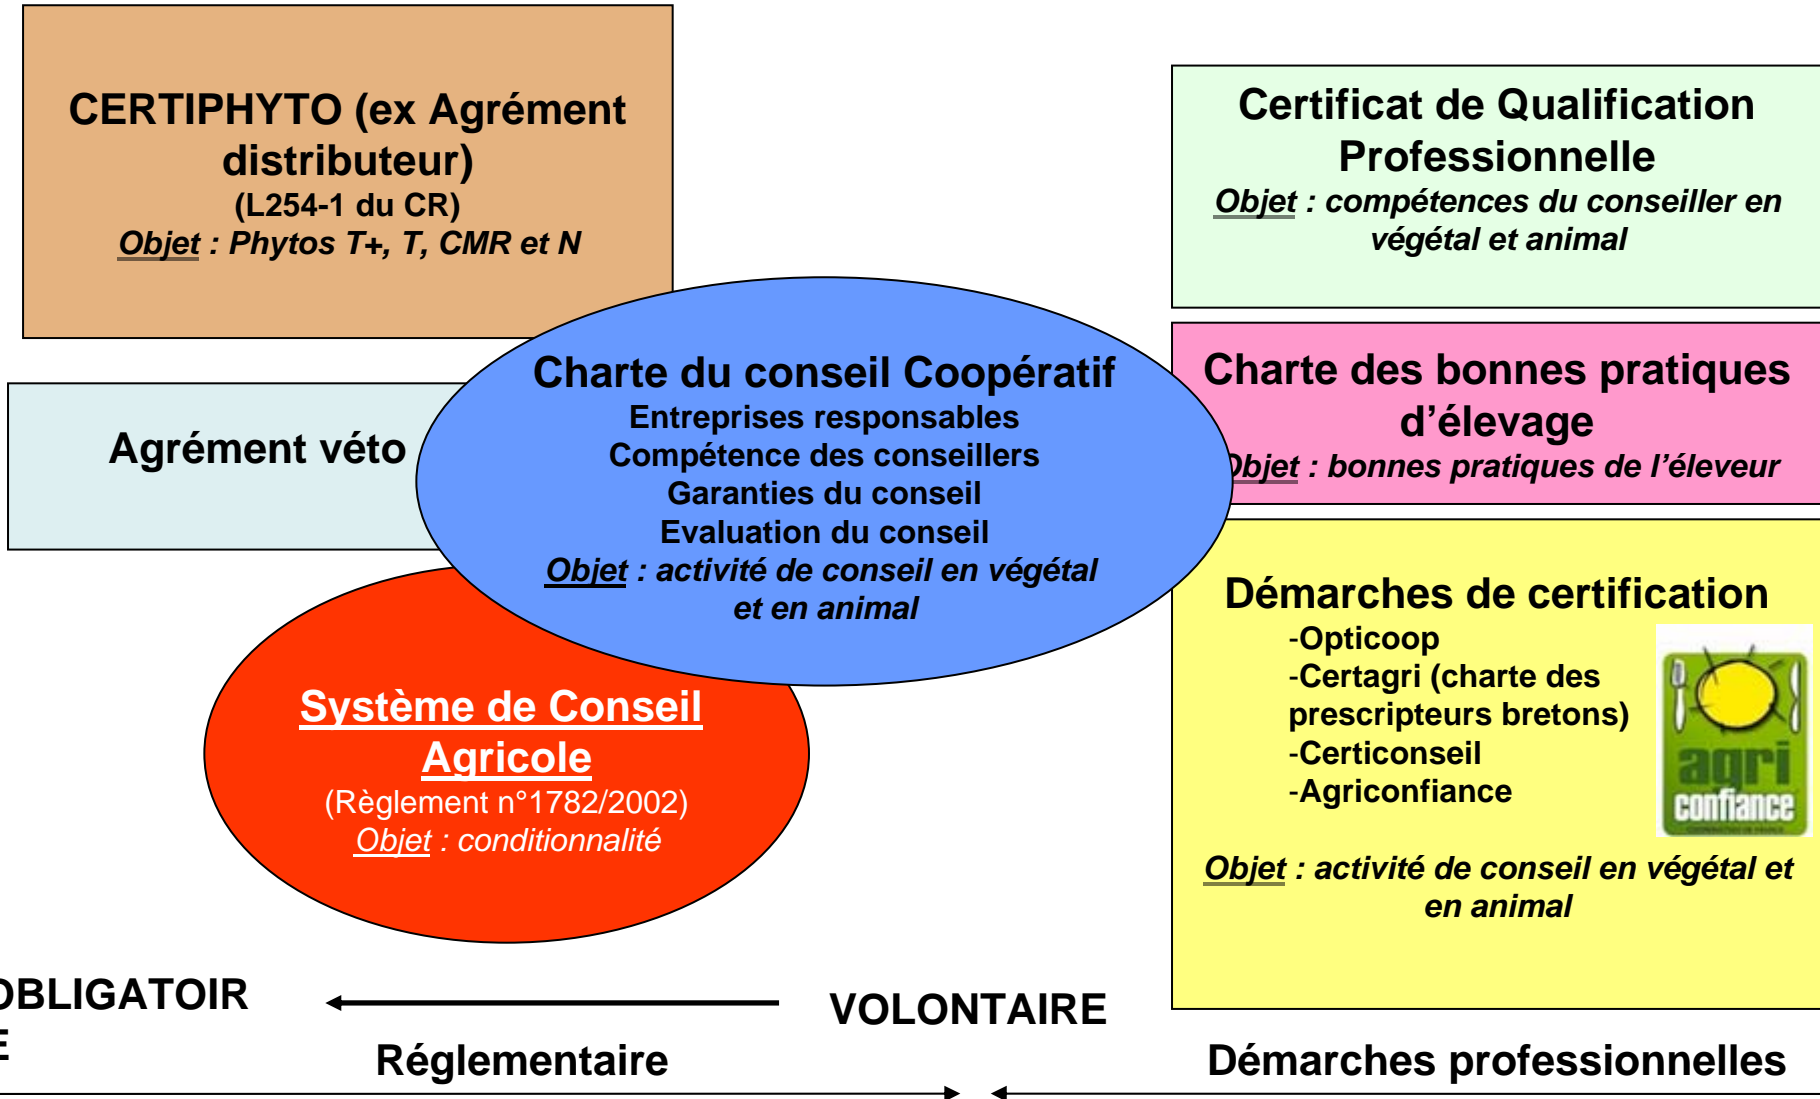 CERTIPHYTO (ex Agrément
distributeur)
(L254-1 du CR)
Objet : Phytos T+, T, CMR et N
Certificat de Qualification
Professionnelle
Objet : compétences du conseiller en
végétal et animal
Agrément véto
Charte du conseil Coopératif
Entreprises responsables
Compétence des conseillers
Garanties du conseil
Evaluation du conseil
Objet : activité de conseil en végétal
et en animal
Charte des bonnes pratiques
d’élevage
Objet : bonnes pratiques de l’éleveur
Système de Conseil
Agricole
(Règlement n°1782/2002)
Objet : conditionnalité
Démarches de certification
-Opticoop
-Certagri (charte des
prescripteurs bretons)
-Certiconseil
-Agriconfiance
agri
confiance
Objet : activité de conseil en végétal et
en animal
OBLIGATOIR
E
VOLONTAIRE
Réglementaire
Démarches professionnelles